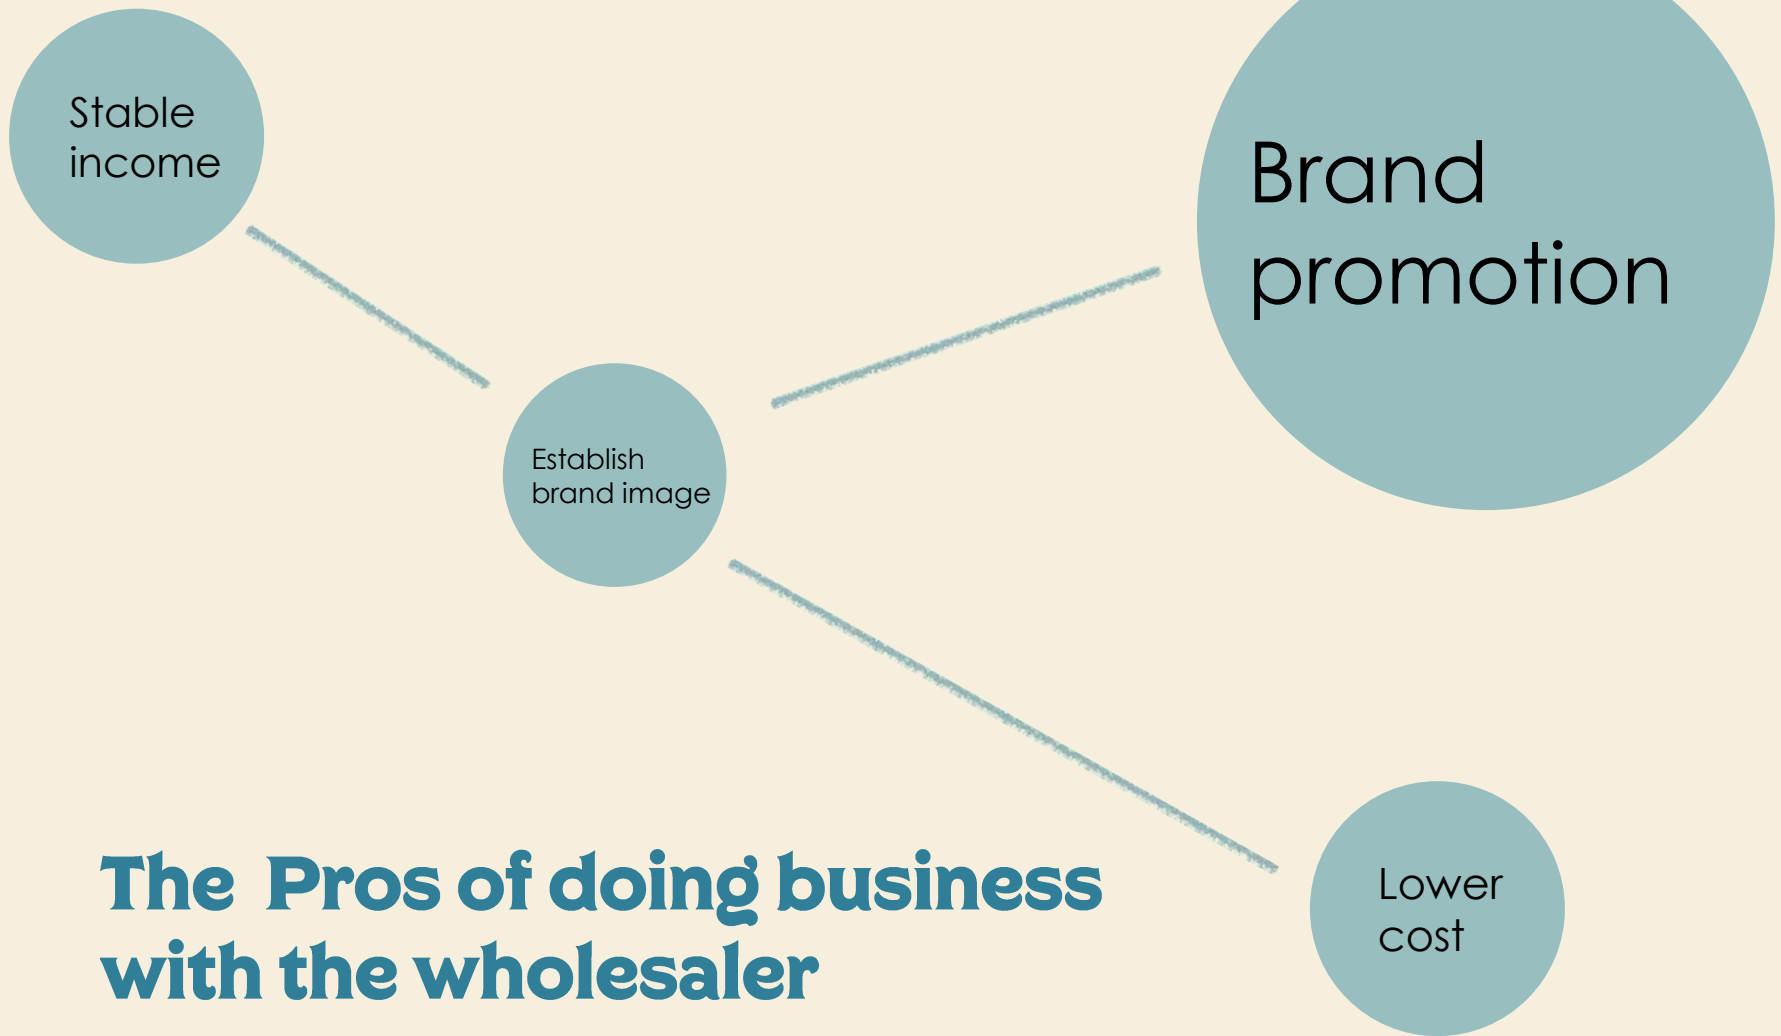 Stable
income
Brand
promotion
Establish
brand image
Lower
cost
The Pros of doing business
with the wholesaler